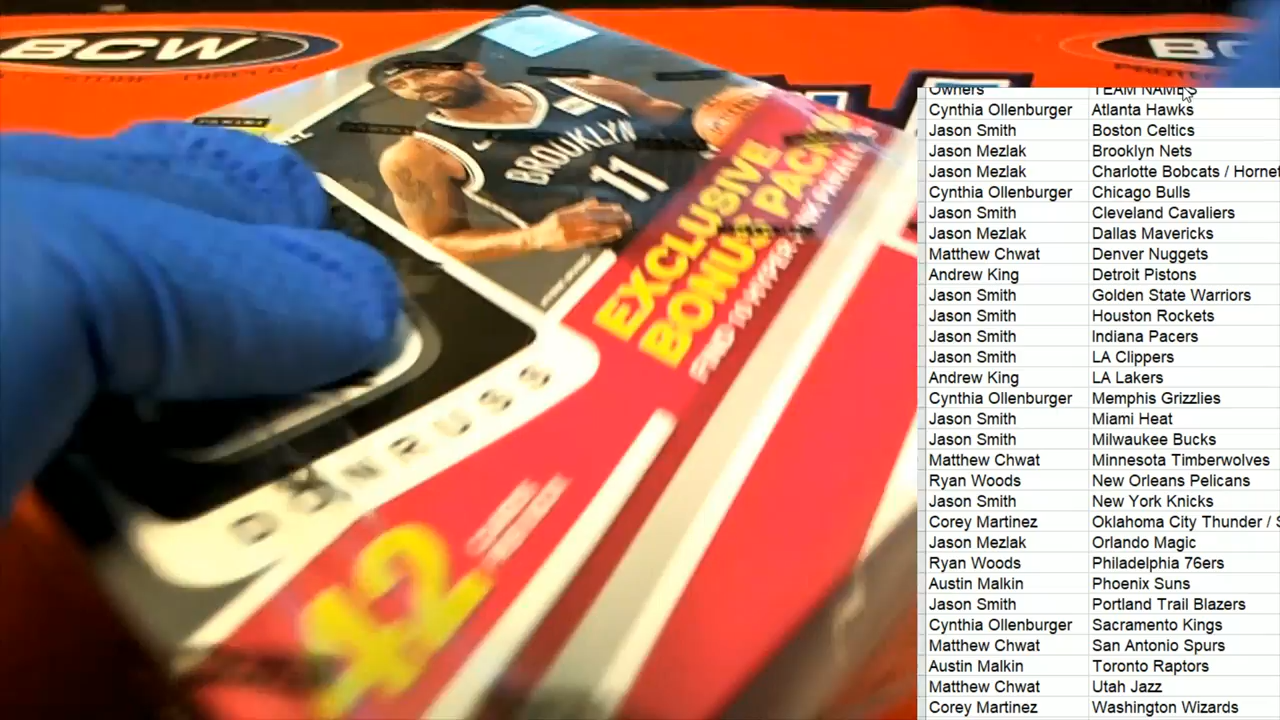 BCW
BROOKLYN
11
EXCLUSIVE
BONUS PACK
DONRUSS
42
Owners TEAM NAMES
Cynthia Ollenburger Atlanta Hawks
Jason Smith Boston Celtics
Jason Mezlak Brooklyn Nets
Jason Mezlak Charlotte Bobcats / Hornet
Cynthia Ollenburger Chicago Bulls
Jason Smith Cleveland Cavaliers
Jason Mezlak Dallas Mavericks
Matthew Chwat Denver Nuggets
Andrew King Detroit Pistons
Jason Smith Golden State Warriors
Jason Smith Houston Rockets
Jason Smith Indiana Pacers
Jason Smith LA Clippers
Andrew King LA Lakers
Cynthia Ollenburger Memphis Grizzlies
Jason Smith Miami Heat
Jason Smith Milwaukee Bucks
Matthew Chwat Minnesota Timberwolves
Ryan Woods New Orleans Pelicans
Jason Smith New York Knicks
Corey Martinez Oklahoma City Thunder / S
Jason Mezlak Orlando Magic
Ryan Woods Philadelphia 76ers
Austin Malkin Phoenix Suns
Jason Smith Portland Trail Blazers
Cynthia Ollenburger Sacramento Kings
Matthew Chwat San Antonio Spurs
Austin Malkin Toronto Raptors
Matthew Chwat Utah Jazz
Corey Martinez Washington Wizards